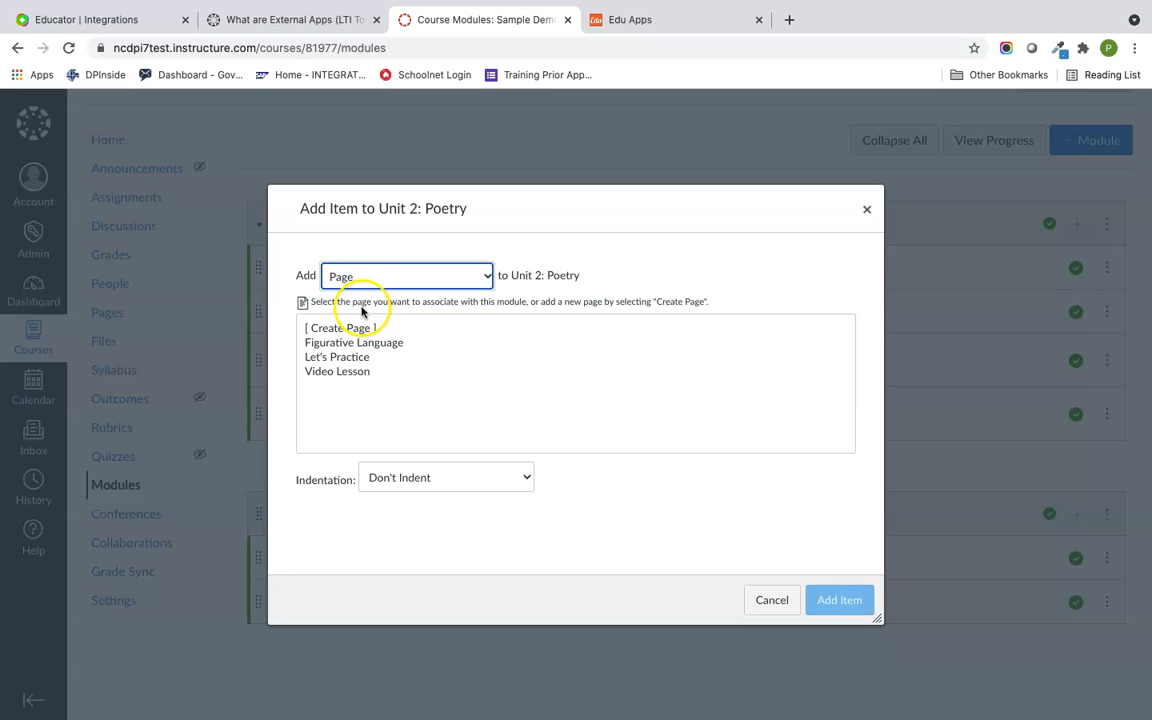 Educator | Integrations
What are External Apps (LTI To
Course Modules: Sample Dem
Edu Apps
ncdpi7test.instructure.com/courses/81977/modules
P
Apps
DPInside
Dashboard - Gov...
Home - INTEGRAT...
Schoolnet Login
Training Prior App...
Other Bookmarks
Reading List
Account
Admin
Dashboard
Courses
Calendar
Inbox
History
Help
Home
Announcements
Assignments
Discussions
Grades
People
Pages
Files
Syllabus
Outcomes
Rubrics
Quizzes
Modules
Conferences
Collaborations
Grade Sync
Settings
Collapse All
View Progress
+ Module
Add Item to Unit 2: Poetry
Add Page to Unit 2: Poetry
Select the page you want to associate with this module, or add a new page by selecting "Create Page".
[ Create Page ]
Figurative Language
Let's Practice
Video Lesson
Indentation: Don't Indent
Cancel
Add Item